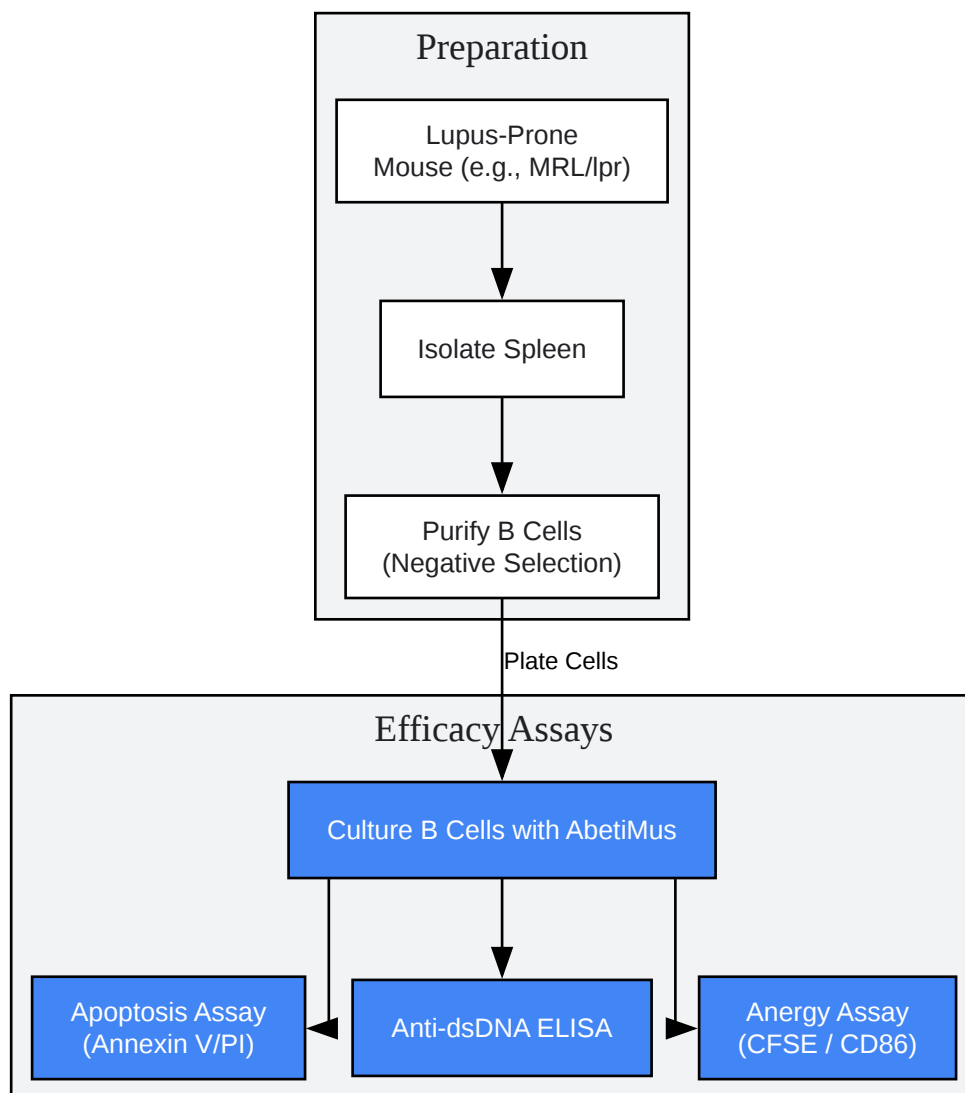 Preparation
Lupus-Prone
Mouse (e.g., MRL/lpr)
Isolate Spleen
Purify B Cells
(Negative Selection)
Plate Cells
Efficacy Assays
Culture B Cells with AbetiMus
Apoptosis Assay
(Annexin V/PI)
Anti-dsDNA ELISA
Anergy Assay
(CFSE / CD86)